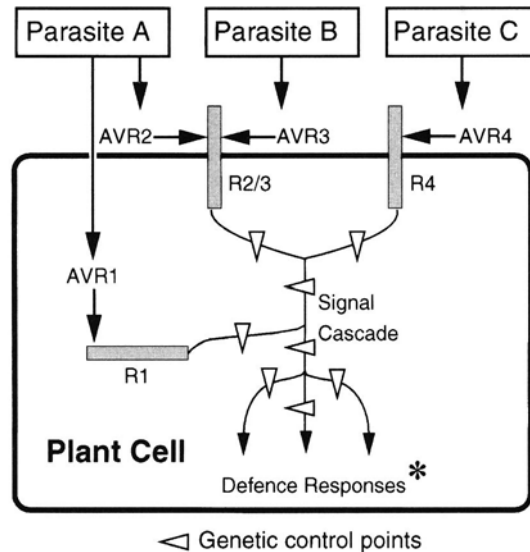 Parasite A Parasite B Parasite C
AVR2 AVR3 AVR4
R2/3 R4
AVR1
Signal
Cascade
R1
Plant Cell
Defence Responses *
Genetic control points